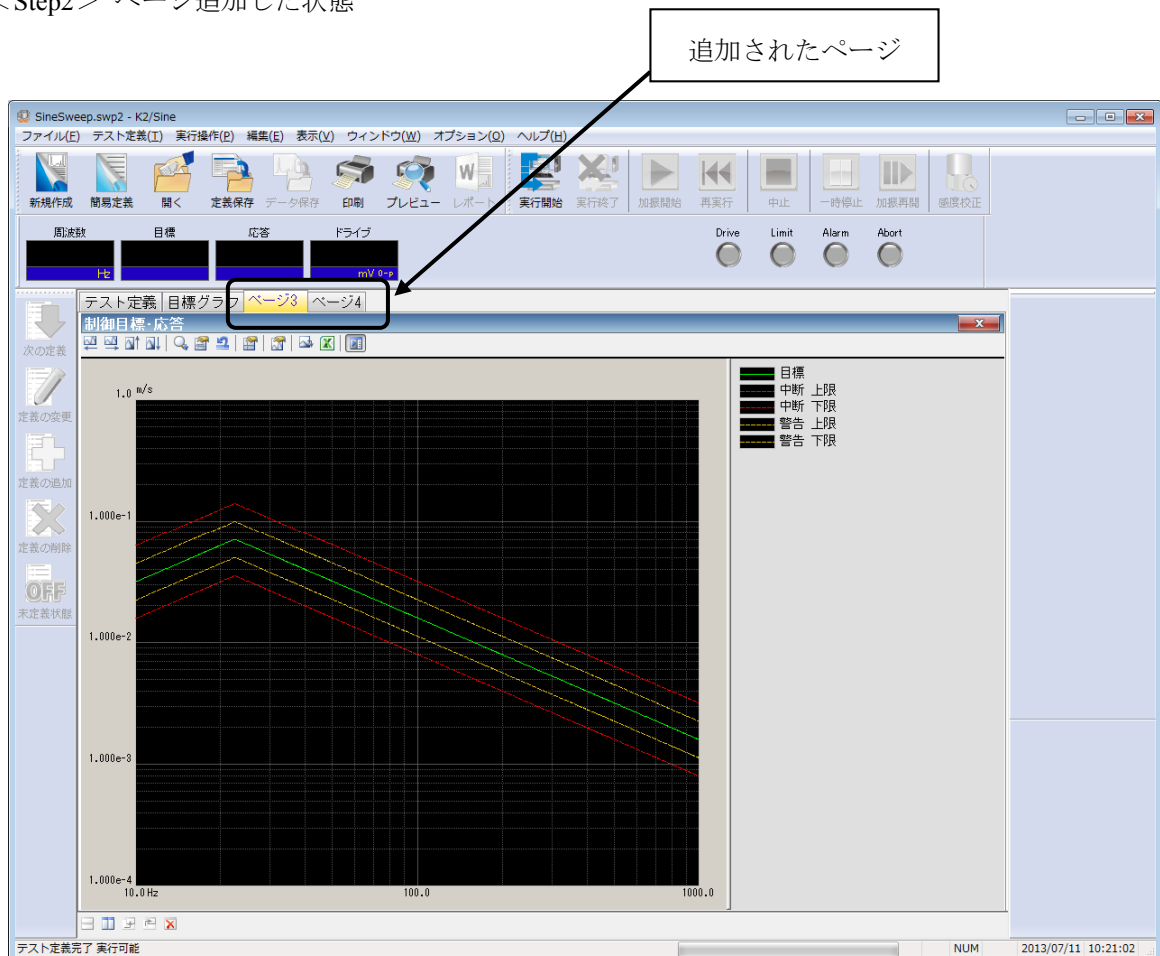 ＜Step2＞ ページ追加した状態
追加されたページ
SineSweep.swp2 - K2/Sine
ファイル(F) テスト定義(T) 実行操作(P) 編集(E) 表示(V) ウィンドウ(W) オプション(O) ヘルプ(H)
新規作成 簡易定義 開く 定義保存 データ保存 印刷 プレビュー レポート 実行開始 実行終了 加振開始 再実行 中止 一時停止 加振再開 感度校正
周波数 目標 応答 ドライブ Drive Limit Alarm Abort
Hz mV 0-p
テスト定義 目標グラフ ページ3 ページ4
制御目標・応答
次の定義
定義の変更
定義の追加
定義の削除
OFF
未定義状態
1.0 m/s
1.000e-1
1.000e-2
1.000e-3
1.000e-4
10.0 Hz 100.0 1000.0
目標
中断 上限
中断 下限
警告 上限
警告 下限
テスト定義完了 実行可能 NUM 2013/07/11 10:21:02